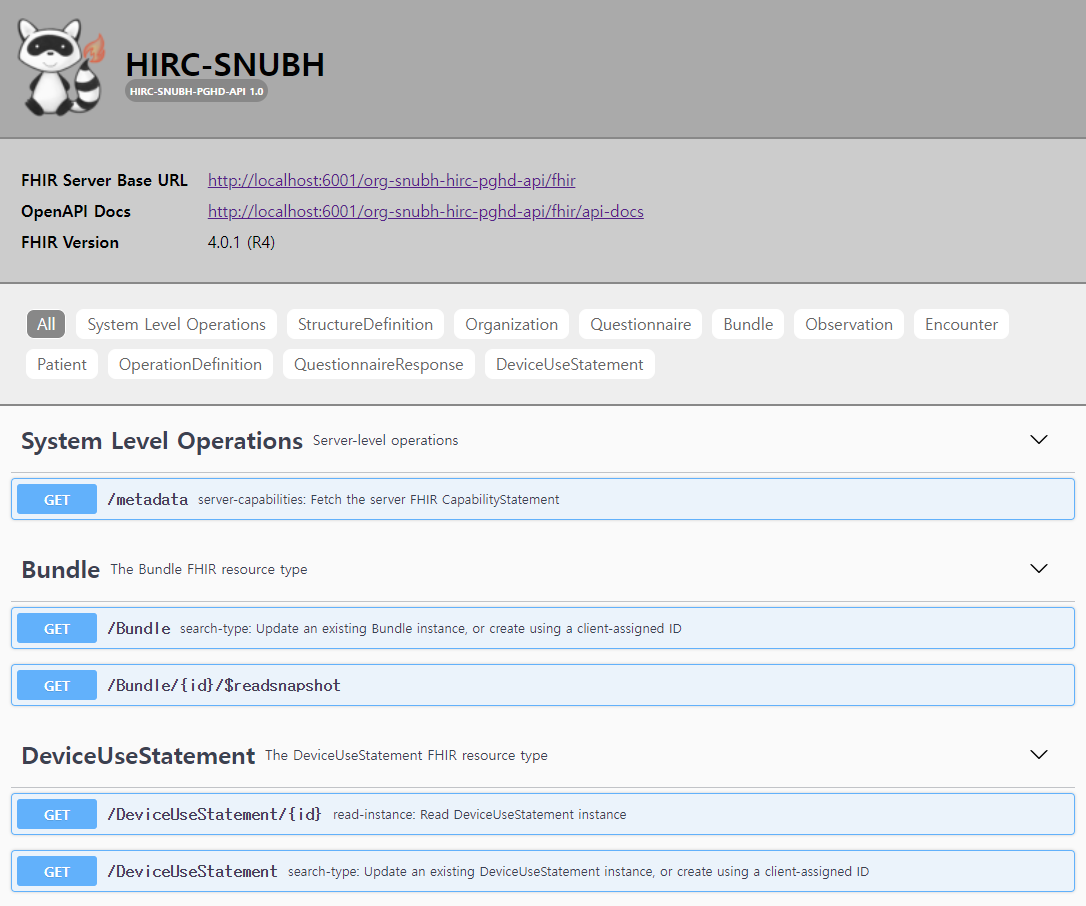 HIRC-SNUBH
HIRC-SNUBH-PGHD-API 1.0
FHIR Server Base URL http://localhost:6001/org-snubh-hirc-pghd-api/fhir
OpenAPI Docs http://localhost:6001/org-snubh-hirc-pghd-api/fhir/api-docs
FHIR Version 4.0.1 (R4)
All System Level Operations StructureDefinition Organization Questionnaire Bundle Observation Encounter
Patient OperationDefinition QuestionnaireResponse DeviceUseStatement
System Level Operations Server-level operations
GET /metadata server-capabilities: Fetch the server FHIR CapabilityStatement
Bundle The Bundle FHIR resource type
GET /Bundle search-type: Update an existing Bundle instance, or create using a client-assigned ID
GET /Bundle/{id}/$readsnapshot
DeviceUseStatement The DeviceUseStatement FHIR resource type
GET /DeviceUseStatement/{id} read-instance: Read DeviceUseStatement instance
GET /DeviceUseStatement search-type: Update an existing DeviceUseStatement instance, or create using a client-assigned ID